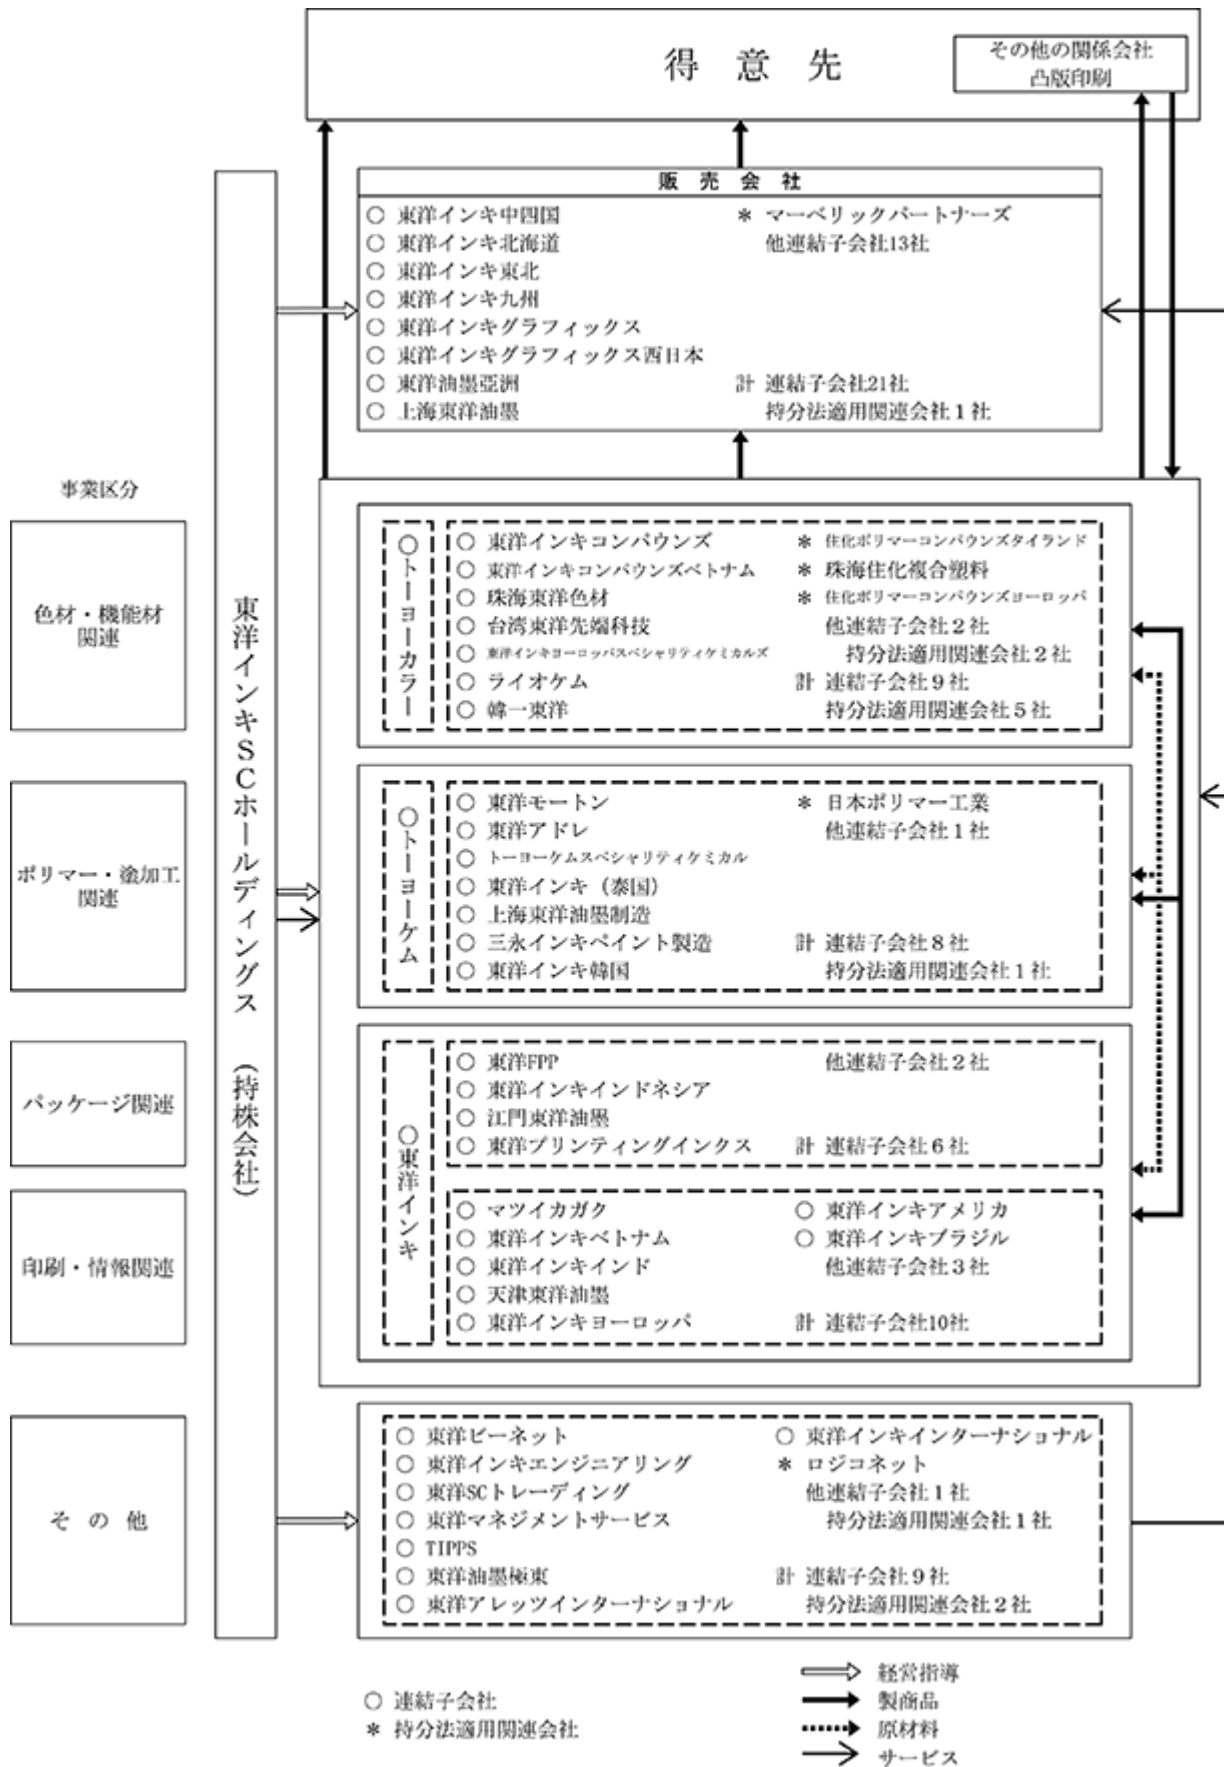 得意先
その他の関係会社
凸版印刷
販売会社
○ 東洋インキ中四国
○ 東洋インキ北海道
○ 東洋インキ東北
○ 東洋インキ九州
○ 東洋インキグラフィックス
○ 東洋インキグラフィックス西日本
○ 東洋油墨亞洲
○ 上海東洋油墨
* マーベリックパートナーズ
他連結子会社13社
計 連結子会社21社
持分法適用関連会社1社
事業区分
色材・機能材
関連
ポリマー・塗加工
関連
パッケージ関連
印刷・情報関連
その他
東洋インキSCホールディングス (持株会社)
○トーヨーカラー
○ 東洋インキコンパウンズ
○ 東洋インキコンパウンズベトナム
○ 珠海東洋色材
○ 台湾東洋先端科技
○ 東洋インキヨーロッパスペシャリティケミカルズ
○ ライオケム
○ 韓一東洋
* 住化ポリマーコンパウンズタイランド
* 珠海住化複合塑料
* 住化ポリマーコンパウンズヨーロッパ
他連結子会社2社
持分法適用関連会社2社
計 連結子会社9社
持分法適用関連会社5社
○トーヨーケム
○ 東洋モートン
○ 東洋アドレ
○ トーヨーケムスペシャリティケミカル
○ 東洋インキ(泰国)
○ 上海東洋油墨制造
○ 三永インキペイント製造
○ 東洋インキ韓国
* 日本ポリマー工業
他連結子会社1社
計 連結子会社8社
持分法適用関連会社1社
○東洋インキ
○ 東洋FPP
○ 東洋インキインドネシア
○ 江門東洋油墨
○ 東洋プリンティングインクス
他連結子会社2社
計 連結子会社6社
○ マツイカガク
○ 東洋インキベトナム
○ 東洋インキインド
○ 天津東洋油墨
○ 東洋インキヨーロッパ
○ 東洋インキアメリカ
○ 東洋インキブラジル
他連結子会社3社
計 連結子会社10社
○ 東洋ビーネット
○ 東洋インキエンジニアリング
○ 東洋SCトレーディング
○ 東洋マネジメントサービス
○ TIPPS
○ 東洋油墨極東
○ 東洋アレッツインターナショナル
○ 東洋インキインターナショナル
* ロジコネット
他連結子会社1社
持分法適用関連会社1社
計 連結子会社9社
持分法適用関連会社2社
○ 連結子会社
* 持分法適用関連会社
経営指導
製商品
原材料
サービス